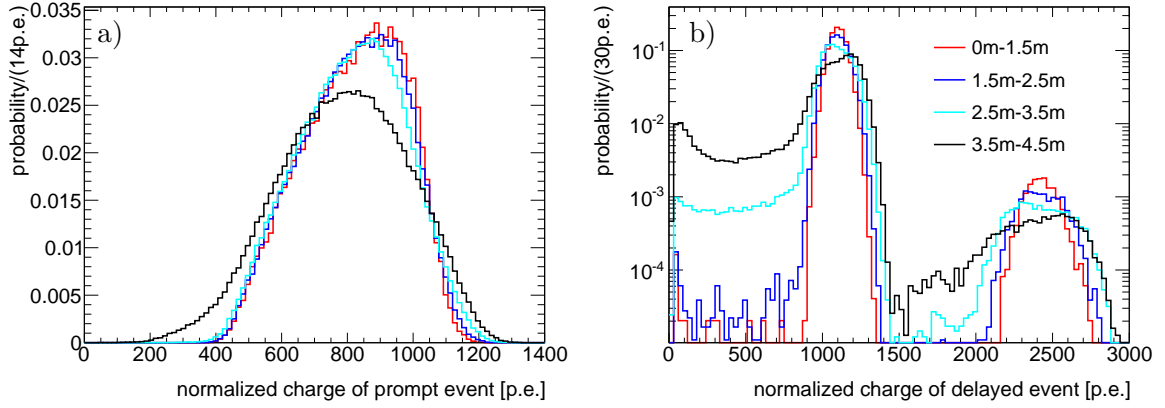 a)
probability/(14p.e.)
0.035
0.03
0.025
0.02
0.015
0.01
0.005
0
0 200 400 600 800 1000 1200 1400
normalized charge of prompt event [p.e.]
b)
probability/(30p.e.)
10⁻¹
10⁻²
10⁻³
10⁻⁴
0m-1.5m
1.5m-2.5m
2.5m-3.5m
3.5m-4.5m
0 500 1000 1500 2000 2500 3000
normalized charge of delayed event [p.e.]